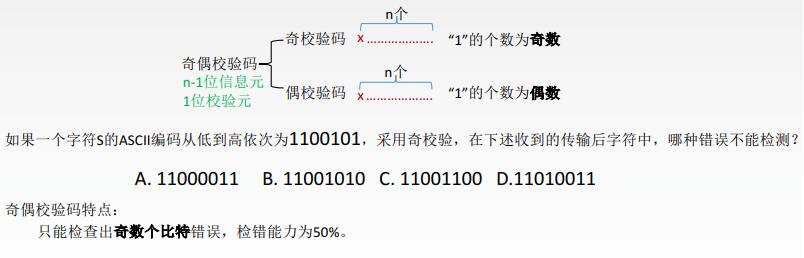 n个
奇校验码 x ................... “1”的个数为奇数
奇偶校验码
n个
n-1位信息元
1位校验元
偶校验码 x ................... “1”的个数为偶数
如果一个字符S的ASCII编码从低到高依次为1100101，采用奇校验，在下述收到的传输后字符中，哪种错误不能检测？
A. 11000011 B. 11001010 C. 11001100 D.11010011
奇偶校验码特点：
只能检查出奇数个比特错误，检错能力为50%。